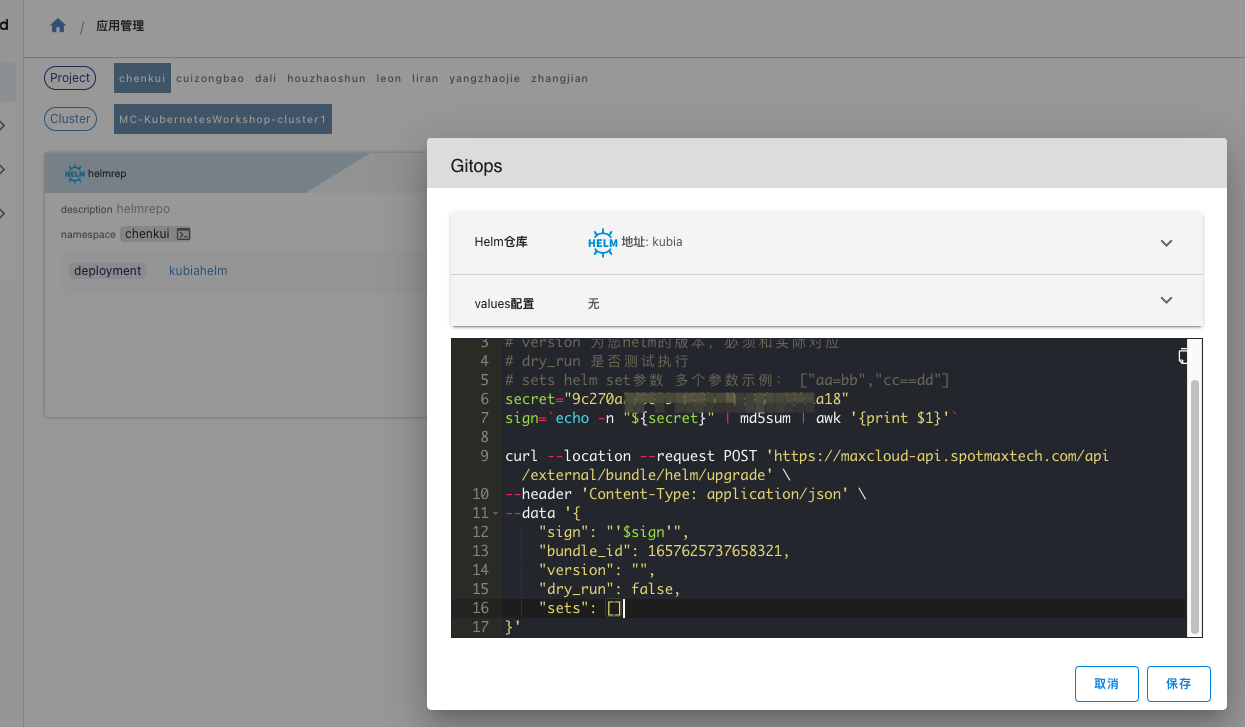 d
/ 应用管理
Project chenkui cuizongbao dali houzhaoshun leon liran yangzhaojie zhangjian
Cluster MC-KubernetesWorkshop-cluster1
HELM helmrep
description helmrepo
namespace chenkui
deployment kubiahelm
Gitops
Helm仓库 HELM 地址: kubia
values配置 无
3 # version 为您helm的版本，必须和实际对应
4 # dry_run 是否测试执行
5 # sets helm set参数 多个参数示例： ["aa=bb","cc==dd"]
6 secret="9c270a a18"
7 sign=`echo -n "${secret}" | md5sum | awk '{print $1}'`
8
9 curl --location --request POST 'https://maxcloud-api.spotmaxtech.com/api
/external/bundle/helm/upgrade' \
10 --header 'Content-Type: application/json' \
11 --data '{
12 "sign": "'$sign'",
13 "bundle_id": 1657625737658321,
14 "version": "",
15 "dry_run": false,
16 "sets": []
17 }'
取消 保存